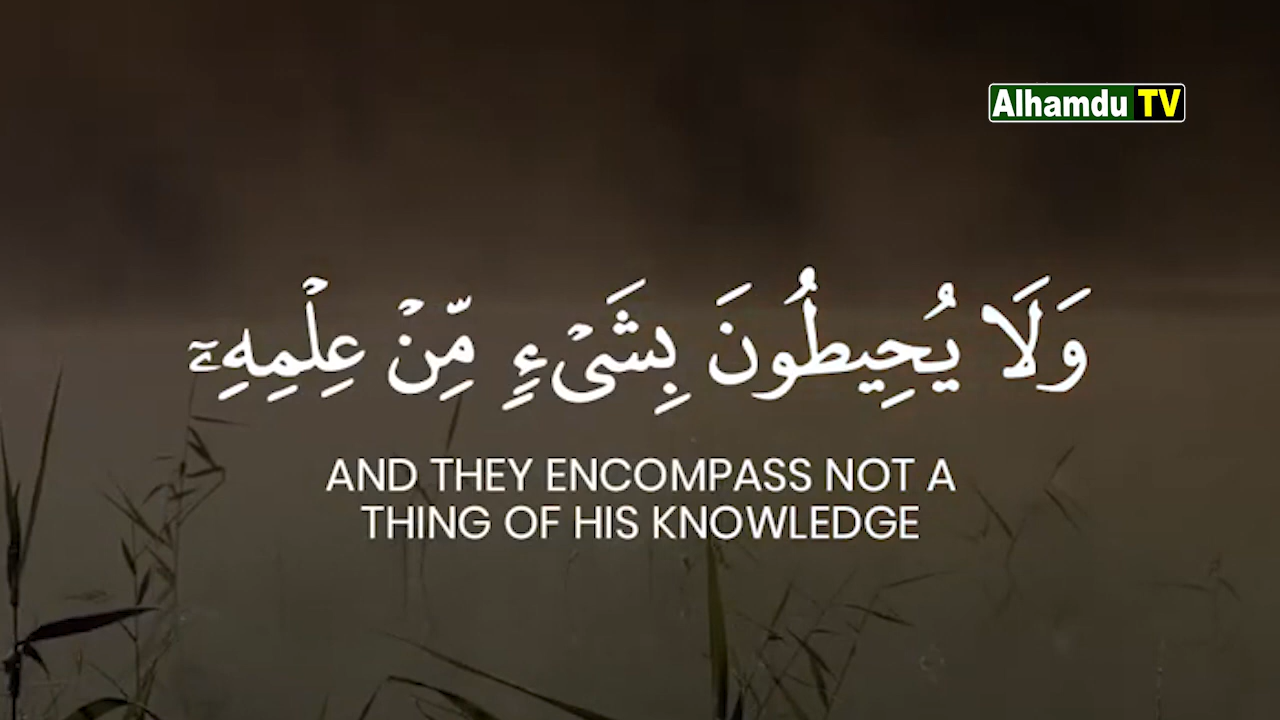 Alhamdu TV
وَلَا يُحِيطُونَ بِشَىْءٍ مِّنْ عِلْمِهِۦٓ
AND THEY ENCOMPASS NOT A
THING OF HIS KNOWLEDGE